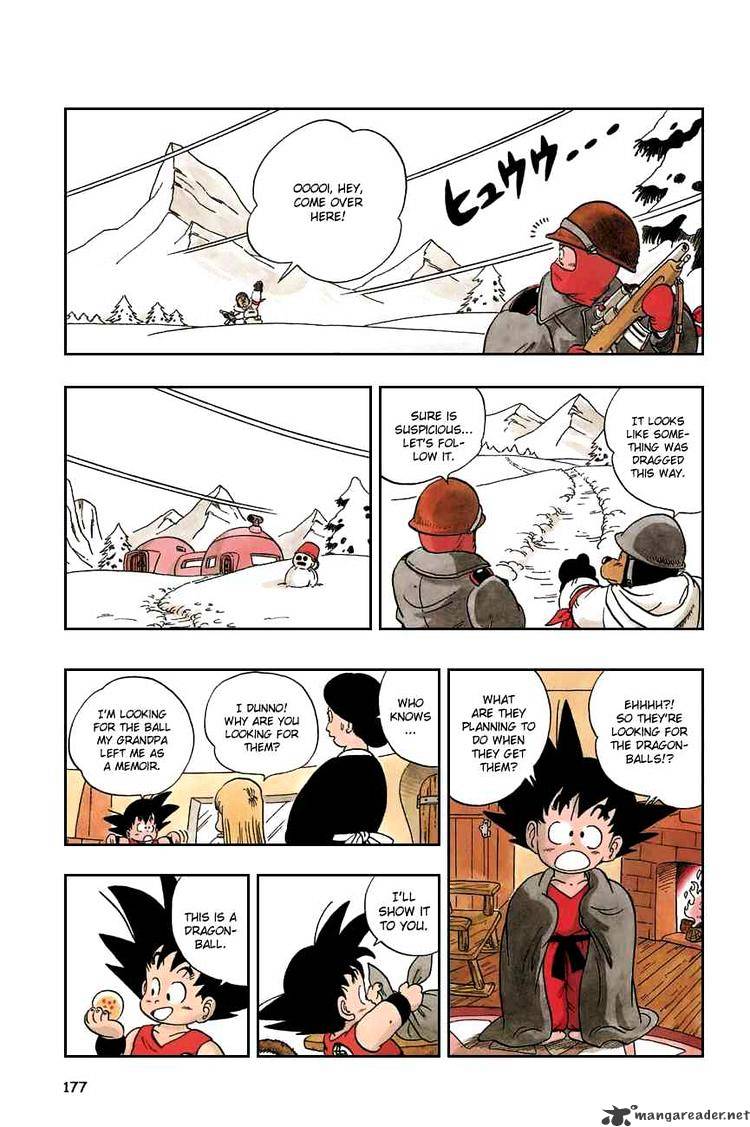 OOOOI, HEY,
COME OVER
HERE!
ヒュウウ・・・
IT LOOKS
LIKE SOME-
THING WAS
DRAGGED
THIS WAY.
SURE IS
SUSPICIOUS...
LET'S FOL-
LOW IT.
EHHHH?!
SO THEY'RE
LOOKING FOR
THE DRAGON-
BALLS!?
WHAT
ARE THEY
PLANNING TO
DO WHEN
THEY GET
THEM?
WHO
KNOWS
...
I DUNNO!
WHY ARE YOU
LOOKING FOR
THEM?
I'M LOOKING
FOR THE BALL
MY GRANDPA
LEFT ME AS
A MEMOIR.
I'LL
SHOW IT
TO YOU.
THIS IS A
DRAGON-
BALL.
177
mangareader.net